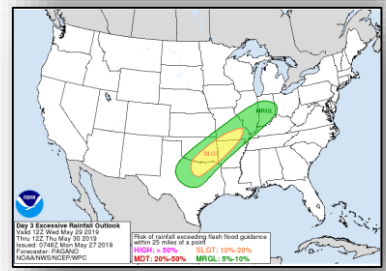 MRGL
SLGT
noaa
Day 3 Excessive Rainfall Outlook
Valid 12Z Wed May 29 2019
Thru 12Z Thu May 30 2019
Issued: 0746Z Mon May 27 2019
Forecaster: PAGANO
NOAA/NWS/NCEP/WPC
Risk of rainfall exceeding flash flood guidance
within 25 miles of a point
HIGH: > 50% SLGT: 10%-20%
MDT: 20%-50% MRGL: 5%-10%